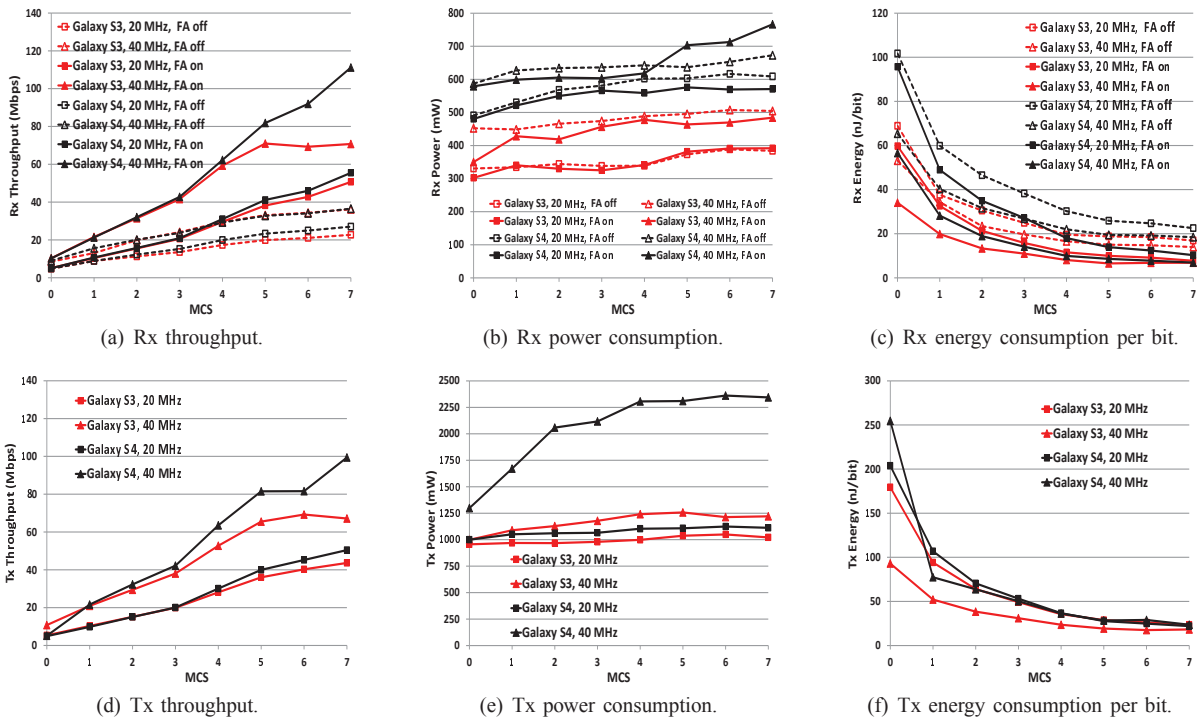 140
120
100
80
60
40
20
0
Rx Throughput (Mbps)
Galaxy S3, 20 MHz, FA off
Galaxy S3, 40 MHz, FA off
Galaxy S3, 20 MHz, FA on
Galaxy S3, 40 MHz, FA on
Galaxy S4, 20 MHz, FA off
Galaxy S4, 40 MHz, FA off
Galaxy S4, 20 MHz, FA on
Galaxy S4, 40 MHz, FA on
0 1 2 3 4 5 6 7
MCS
(a) Rx throughput.
800
700
600
500
400
300
200
100
0
Rx Power (mW)
Galaxy S3, 20 MHz, FA off
Galaxy S3, 40 MHz, FA off
Galaxy S3, 20 MHz, FA on
Galaxy S3, 40 MHz, FA on
Galaxy S4, 20 MHz, FA off
Galaxy S4, 40 MHz, FA off
Galaxy S4, 20 MHz, FA on
Galaxy S4, 40 MHz, FA on
0 1 2 3 4 5 6 7
MCS
(b) Rx power consumption.
120
100
80
60
40
20
0
Rx Energy (nJ/bit)
Galaxy S3, 20 MHz, FA off
Galaxy S3, 40 MHz, FA off
Galaxy S3, 20 MHz, FA on
Galaxy S3, 40 MHz, FA on
Galaxy S4, 20 MHz, FA off
Galaxy S4, 40 MHz, FA off
Galaxy S4, 20 MHz, FA on
Galaxy S4, 40 MHz, FA on
0 1 2 3 4 5 6 7
MCS
(c) Rx energy consumption per bit.
140
120
100
80
60
40
20
0
Tx Throughput (Mbps)
Galaxy S3, 20 MHz
Galaxy S3, 40 MHz
Galaxy S4, 20 MHz
Galaxy S4, 40 MHz
0 1 2 3 4 5 6 7
MCS
(d) Tx throughput.
2500
2250
2000
1750
1500
1250
1000
750
500
250
0
Tx Power (mW)
Galaxy S3, 20 MHz
Galaxy S3, 40 MHz
Galaxy S4, 20 MHz
Galaxy S4, 40 MHz
0 1 2 3 4 5 6 7
MCS
(e) Tx power consumption.
300
250
200
150
100
50
0
Tx Energy (nJ/bit)
Galaxy S3, 20 MHz
Galaxy S3, 40 MHz
Galaxy S4, 20 MHz
Galaxy S4, 40 MHz
0 1 2 3 4 5 6 7
MCS
(f) Tx energy consumption per bit.